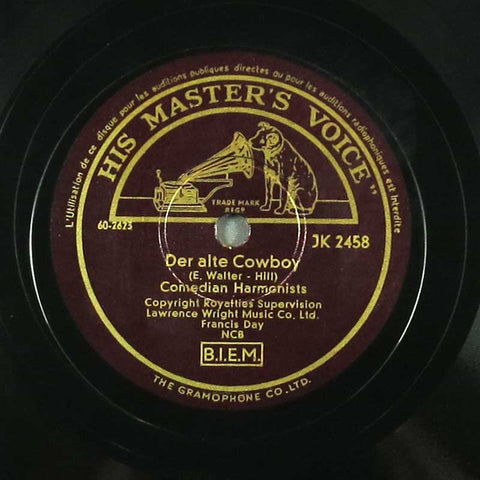 L'Utilisation de ce disque pour les auditions publiques directes ou pour les auditions radiophoniques est Interdite
HIS MASTER'S VOICE"
TRADE MARK
REGD
60-2623
JK 2458
Der alte Cowboy
(E. Walter - Hill)
Comedian Harmonists
Copyright Royalties Supervision
Lawrence Wright Music Co. Ltd.
Francis Day
NCB
B.I.E.M.
THE GRAMOPHONE CO., LTD.